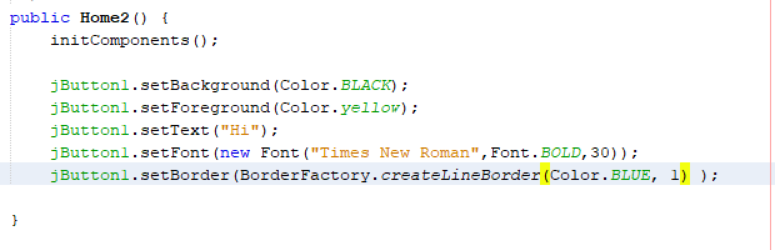 public Home2() {
initComponents();
jButton1.setBackground(Color.BLACK);
jButton1.setForeground(Color.yellow);
jButton1.setText("Hi");
jButton1.setFont(new Font("Times New Roman",Font.BOLD,30));
jButton1.setBorder(BorderFactory.createLineBorder(Color.BLUE, 1) );
}